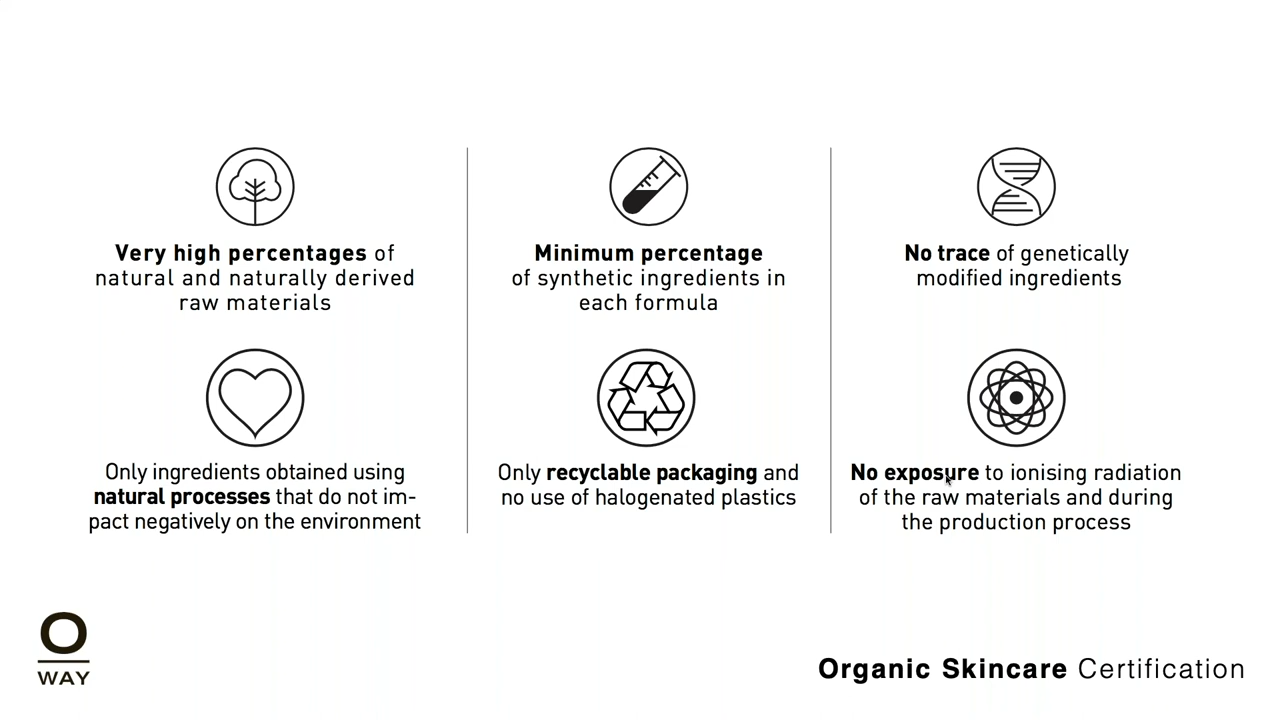 Very high percentages of
natural and naturally derived
raw materials
Minimum percentage
of synthetic ingredients in
each formula
No trace of genetically
modified ingredients
Only ingredients obtained using
natural processes that do not im-
pact negatively on the environment
Only recyclable packaging and
no use of halogenated plastics
No exposure to ionising radiation
of the raw materials and during
the production process
O
WAY
Organic Skincare Certification